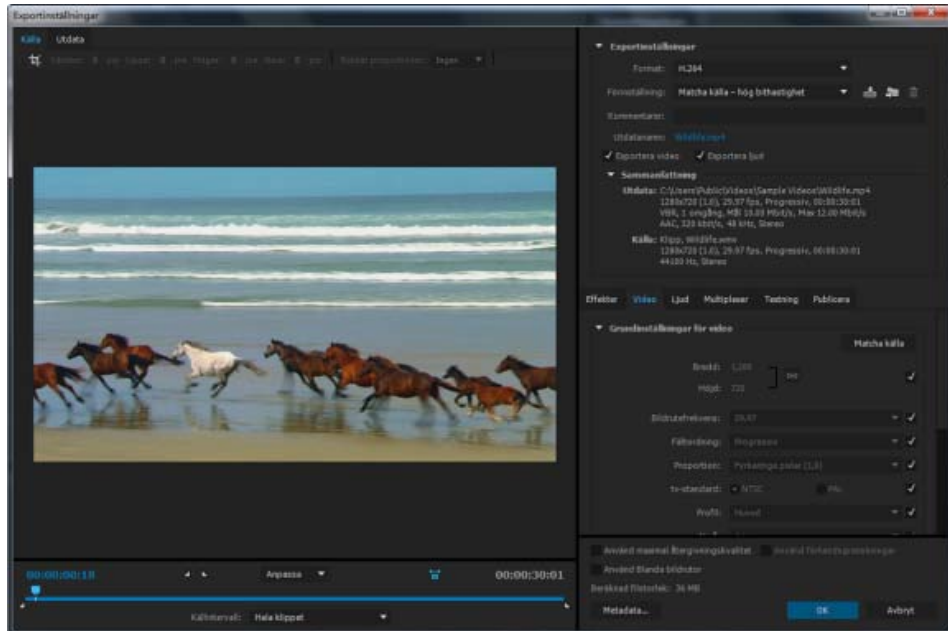 Exportinställningar
Källa Utdata
Ingen
Exportinställningar
Format: H.264
Förinställning: Matcha källa – hög bithastighet
Kommentarer:
Utdatanamn: Wildlife.mp4
Exportera video Exportera ljud
Sammanfattning
Utdata: C:\Users\Public\Videos\Sample Videos\Wildlife.mp4
1280x720 (1.0), 29.97 fps, Progressiv, 00:00:30:01
VBR, 1 omgång, Mål 10.00 Mbit/s, Max 12.00 Mbit/s
AAC, 320 kbit/s, 48 kHz, Stereo
Källa: Klipp, Wildlife.wmv
1280x720 (1.0), 29.97 fps, Progressiv, 00:00:30:01
44100 Hz, Stereo
Effekter Video Ljud Multiplexer Textning Publicera
Grundinställningar för video
Matcha källa
Bredd: 1,280
Höjd: 720
Bildrutefrekvens: 29.97
Fältordning: Progressiv
Proportion: Fyrkantiga pixlar (1,0)
tv-standard: NTSC PAL
Profil: Huvud
Använd maximal återgivningskvalitet
Använd Blanda bildrutor
Beräknad filstorlek: 36 MB
Metadata... OK Avbryt
00:00:00:18 Anpassa 00:00:30:01
Källintervall: Hela klippet